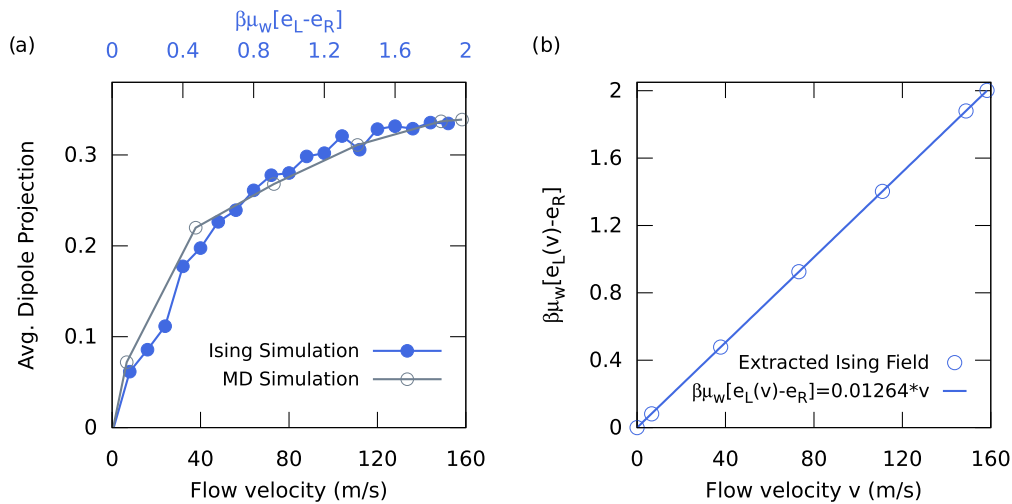 (a)
βμw[eL-eR]
0 0.4 0.8 1.2 1.6 2
Avg. Dipole Projection
0.3
0.2
0.1
0
Ising Simulation
MD Simulation
0 40 80 120 160
Flow velocity (m/s)
(b)
βμw[eL(v)-eR]
2
1.6
1.2
0.8
0.4
0
Extracted Ising Field
βμw[eL(v)-eR]=0.01264*v
0 40 80 120 160
Flow velocity v (m/s)